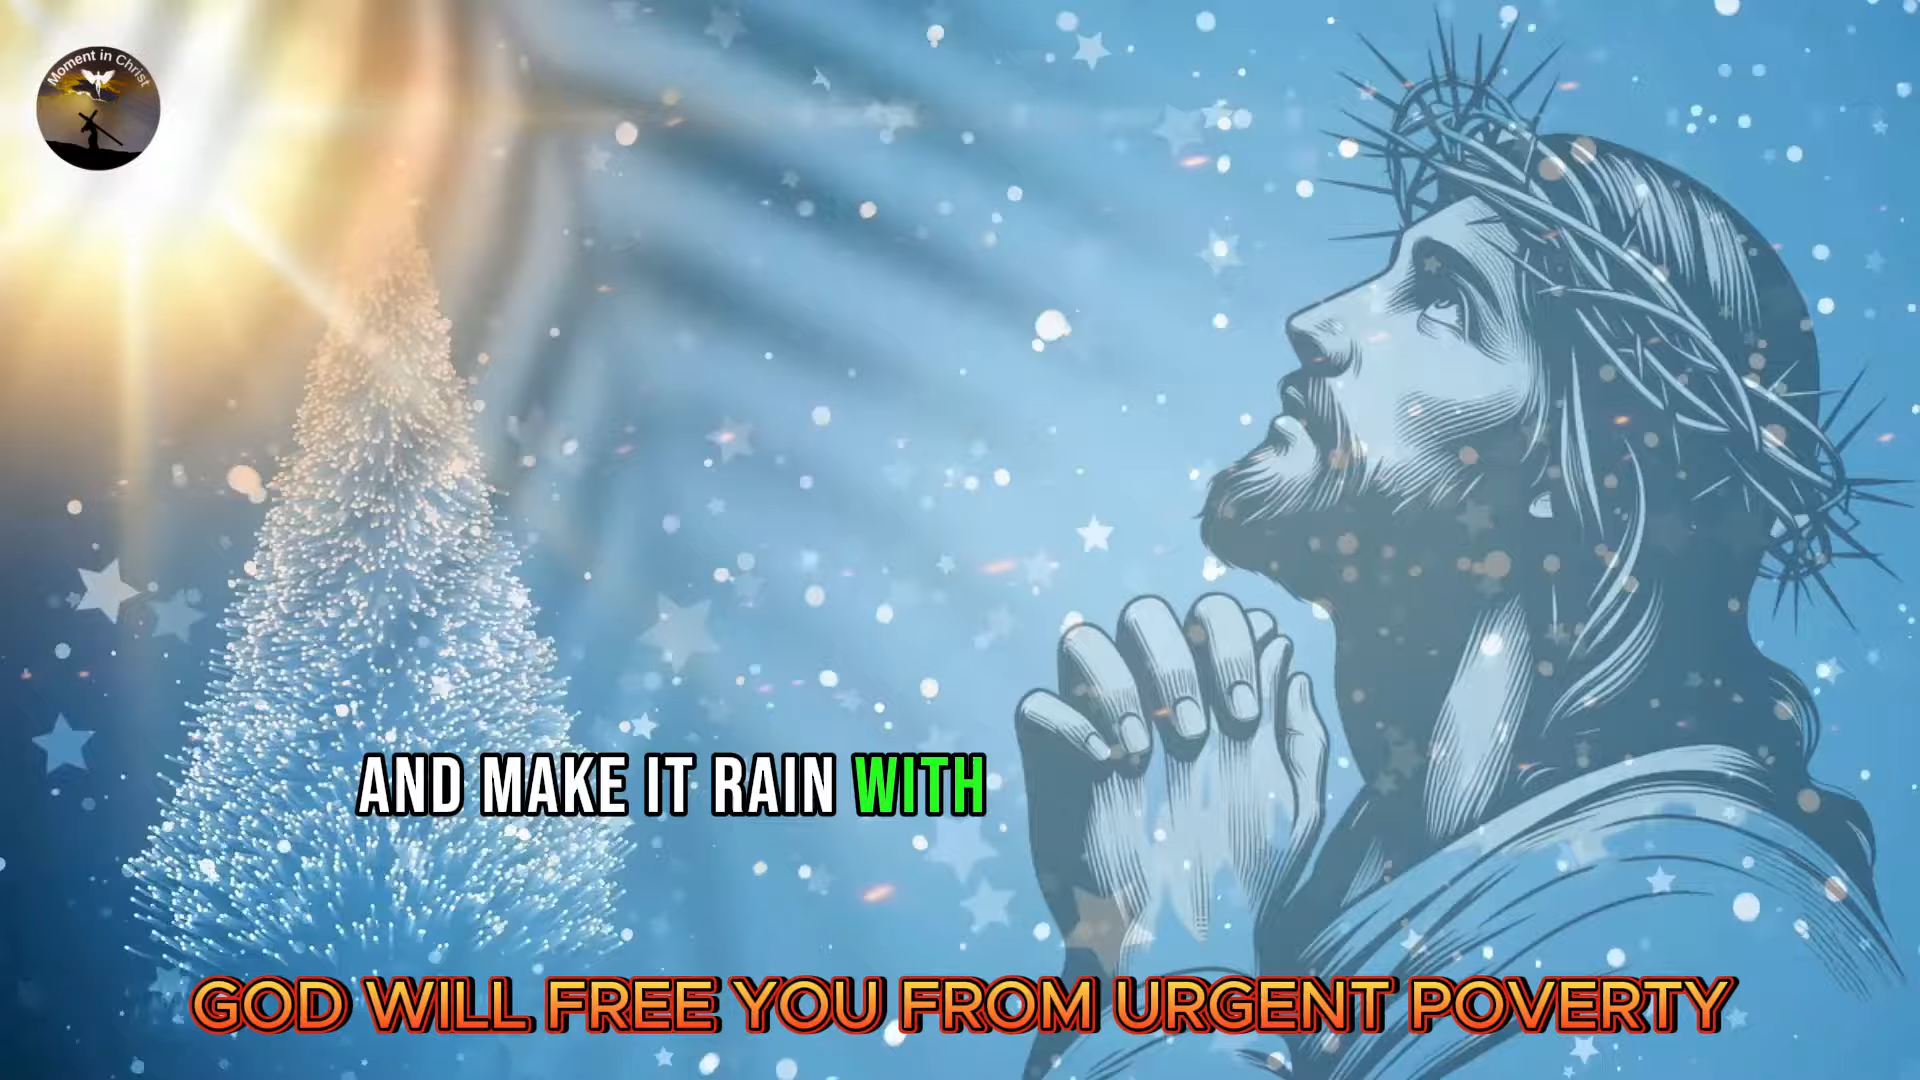 Moment in Christ
AND MAKE IT RAIN WITH
GOD WILL FREE YOU FROM URGENT POVERTY